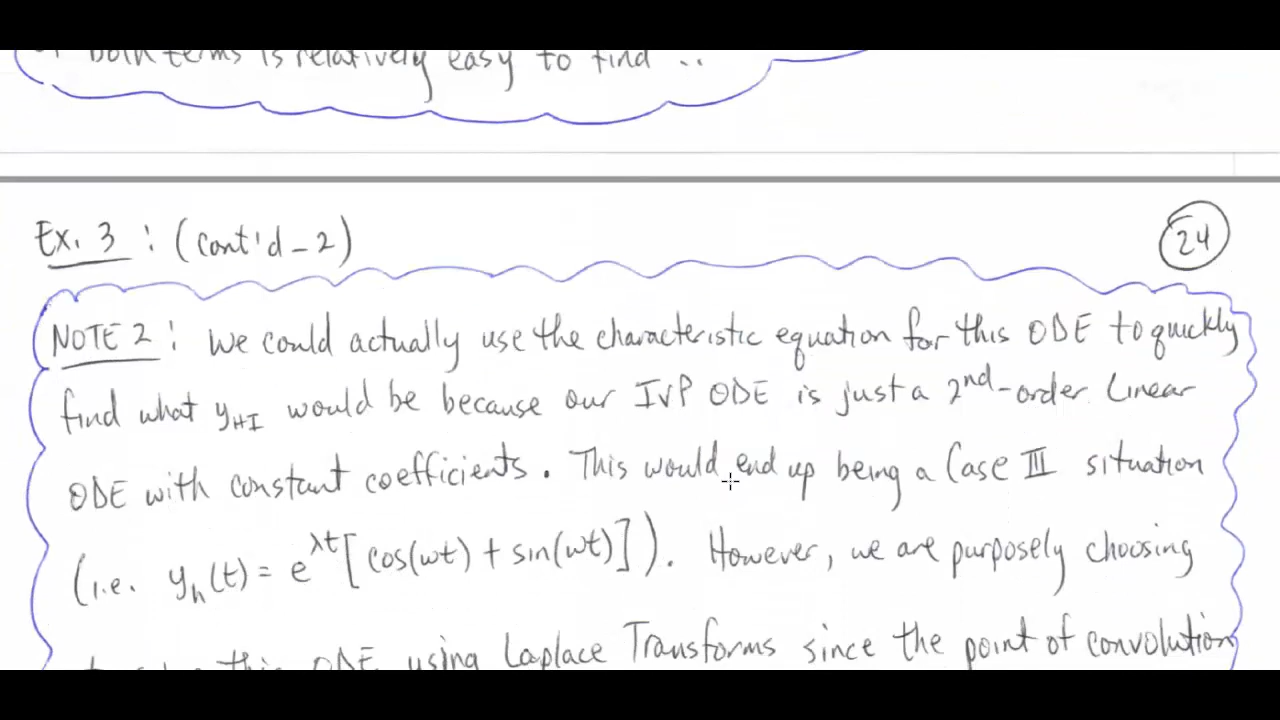 both terms is relatively easy to find ..
Ex. 3 : (cont'd - 2)
24
NOTE 2 : We could actually use the characteristic equation for this ODE to quickly
find what y_HI would be because our IVP ODE is just a 2nd-order Linear
ODE with constant coefficients. This would end up being a Case III situation
(i.e. y_h(t) = e^λt [cos(ωt) + sin(ωt)]). However, we are purposely choosing
this ODE using Laplace Transforms since the point of convolution